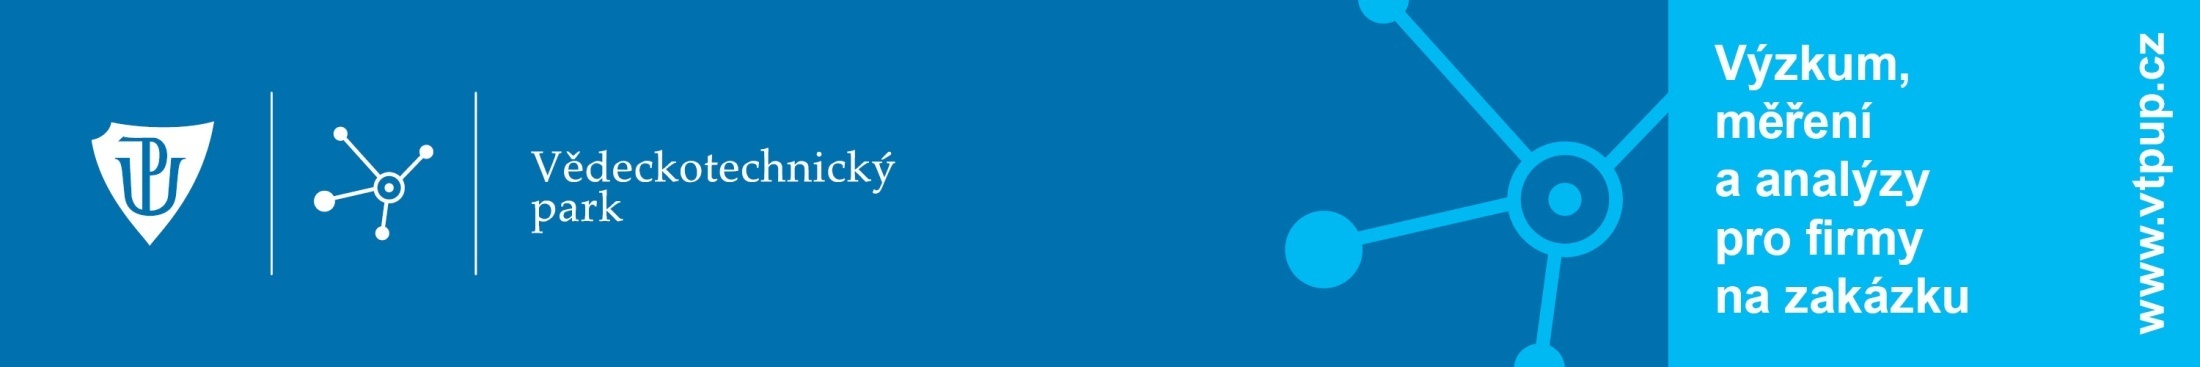 UP
Vědeckotechnický
park
Výzkum,
měření
a analýzy
pro firmy
na zakázku
www.vtpup.cz